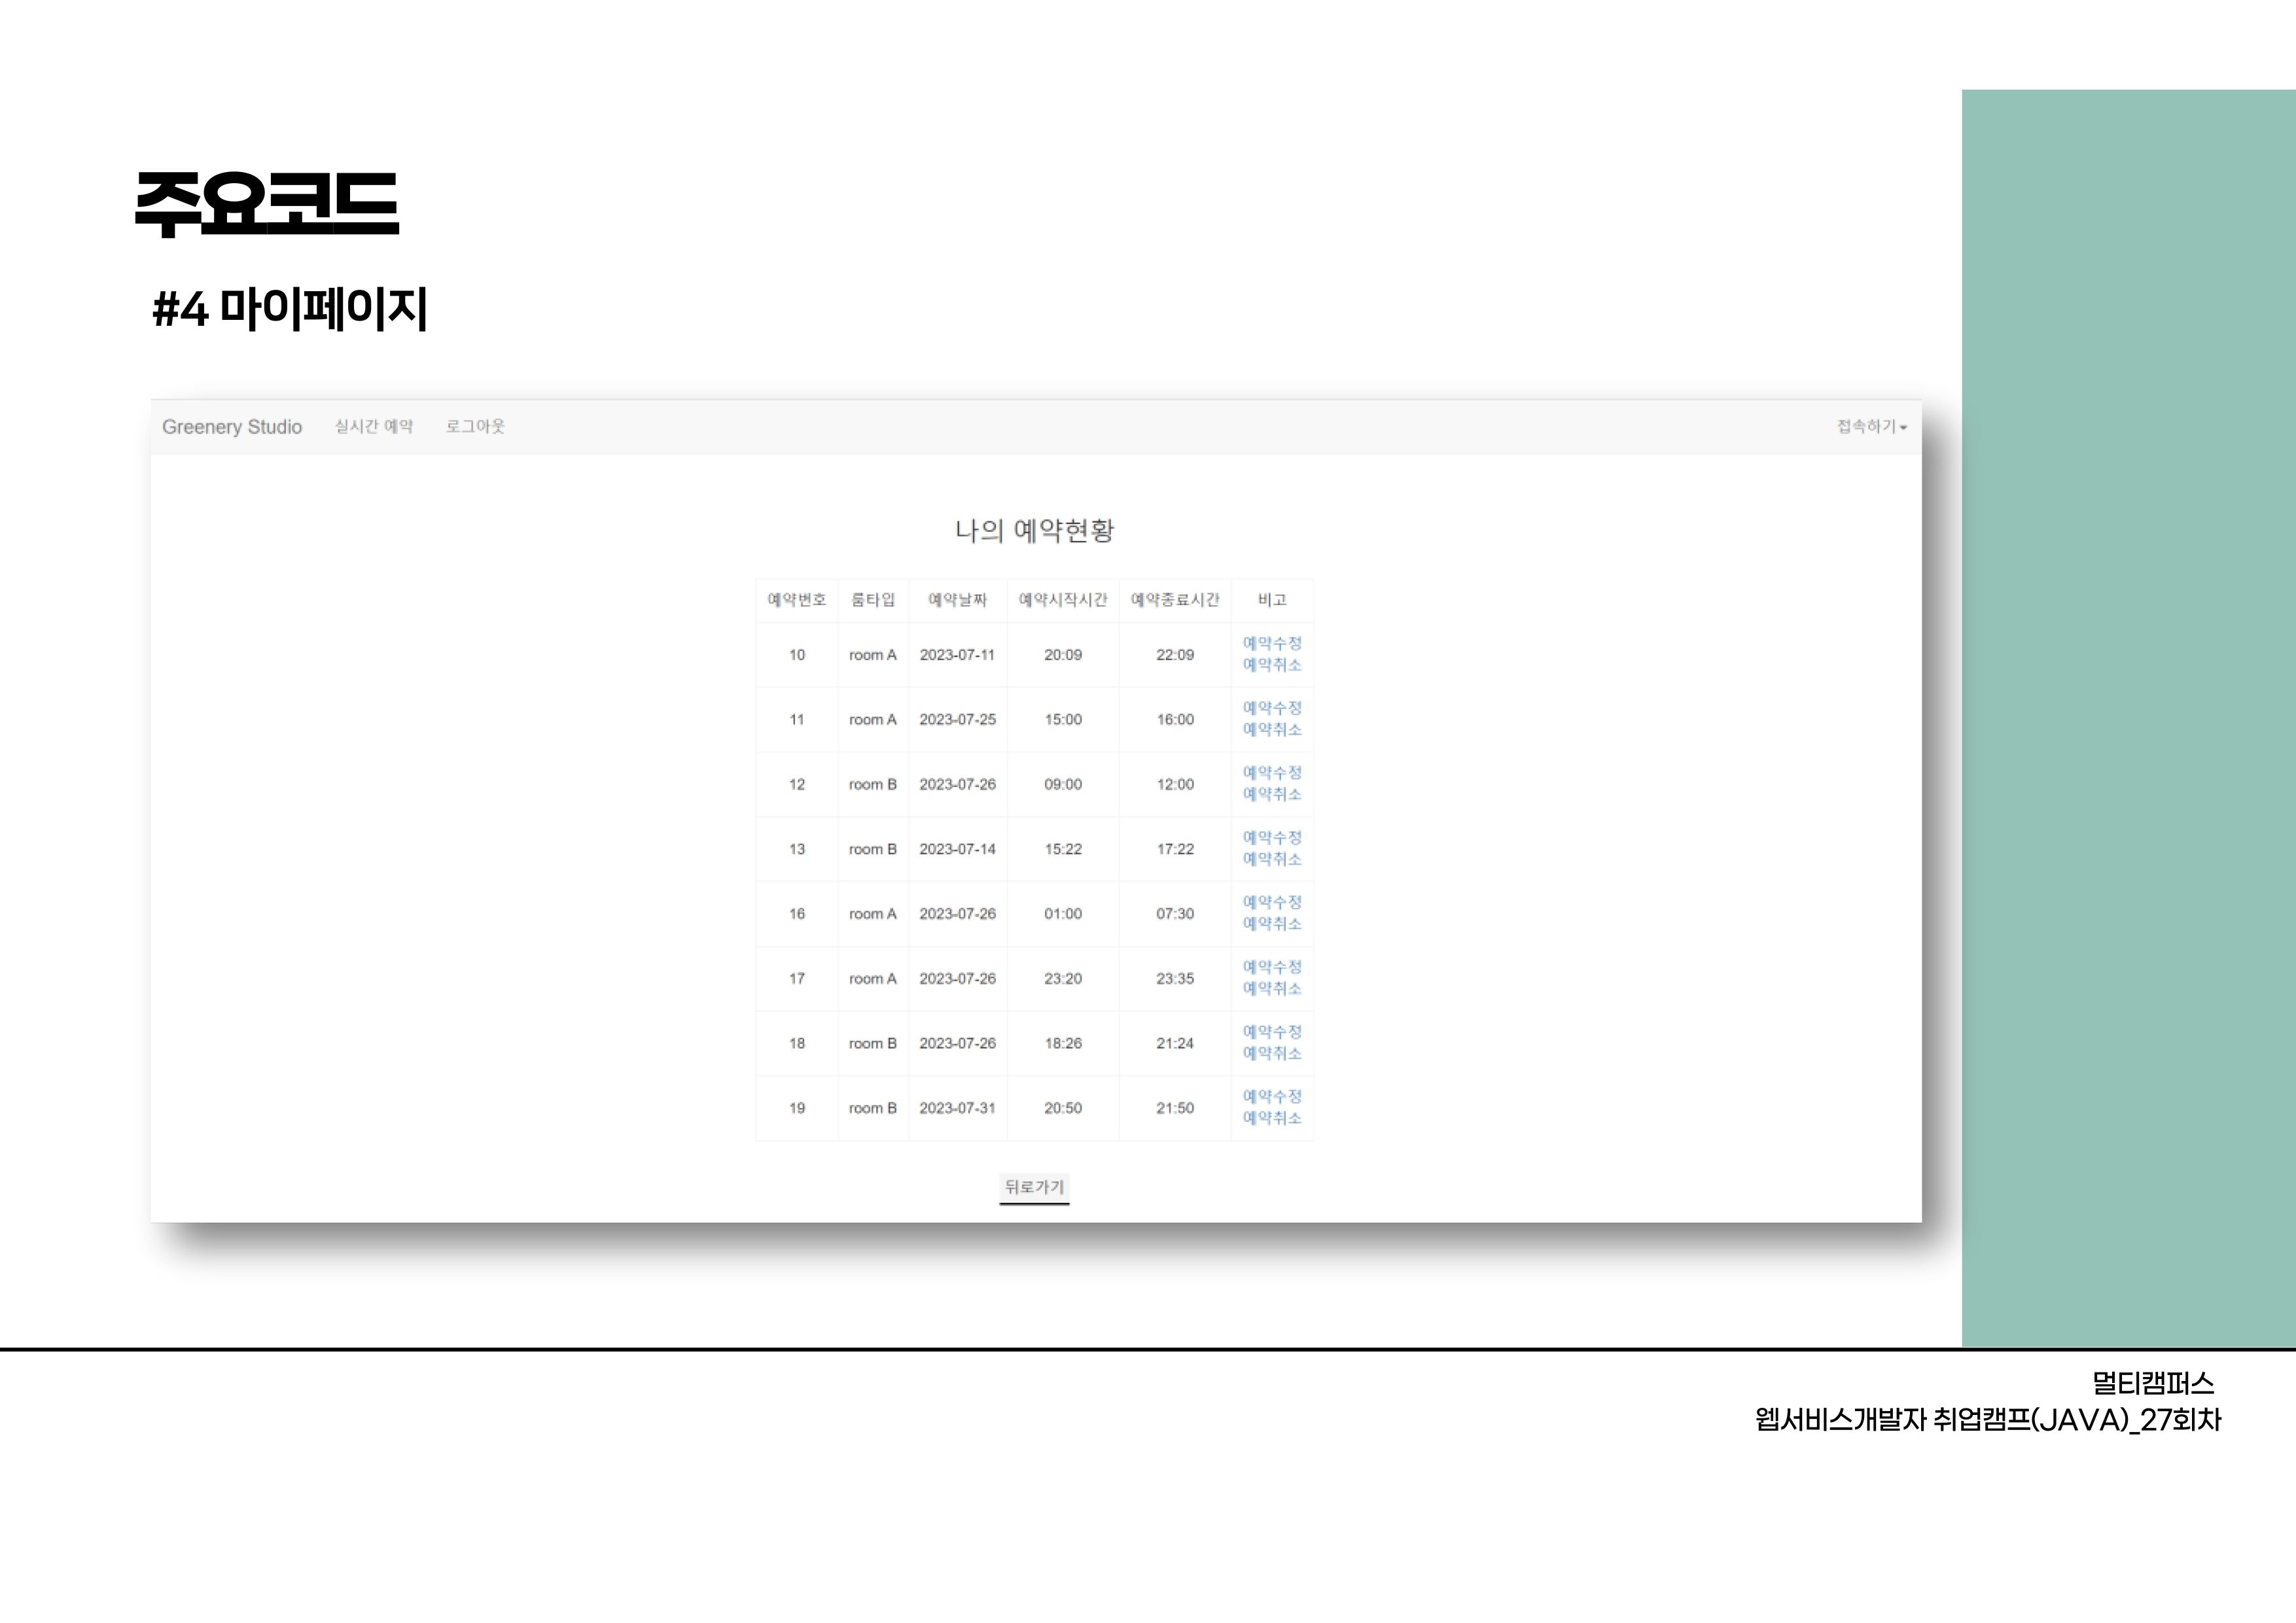 주요코드
#4 마이페이지
Greenery Studio 실시간 예약 로그아웃 접속하기
나의 예약현황
예약번호 룸타입 예약날짜 예약시작시간 예약종료시간 비고
10 room A 2023-07-11 20:09 22:09 예약수정
예약취소
11 room A 2023-07-25 15:00 16:00 예약수정
예약취소
12 room B 2023-07-26 09:00 12:00 예약수정
예약취소
13 room B 2023-07-14 15:22 17:22 예약수정
예약취소
16 room A 2023-07-26 01:00 07:30 예약수정
예약취소
17 room A 2023-07-26 23:20 23:35 예약수정
예약취소
18 room B 2023-07-26 18:26 21:24 예약수정
예약취소
19 room B 2023-07-31 20:50 21:50 예약수정
예약취소
뒤로가기
멀티캠퍼스
웹서비스개발자 취업캠프(JAVA)_27회차